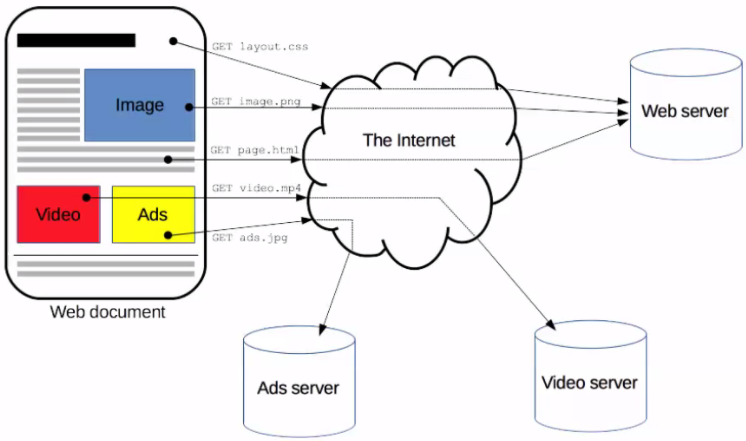 GET layout.css
Image
GET image.png
The Internet
Web server
GET page.html
Video
Ads
GET video.mp4
GET ads.jpg
Web document
Ads server
Video server